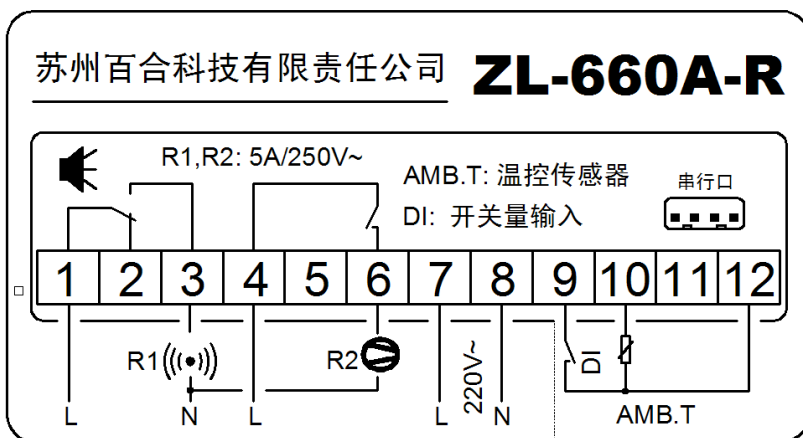 苏州百合科技有限责任公司 ZL-660A-R
R1,R2: 5A/250V~
AMB.T: 温控传感器
串行口
DI: 开关量输入
1 2 3 4 5 6 7 8 9 10 11 12
R1 R2 220V~ DI
L N L L N AMB.T